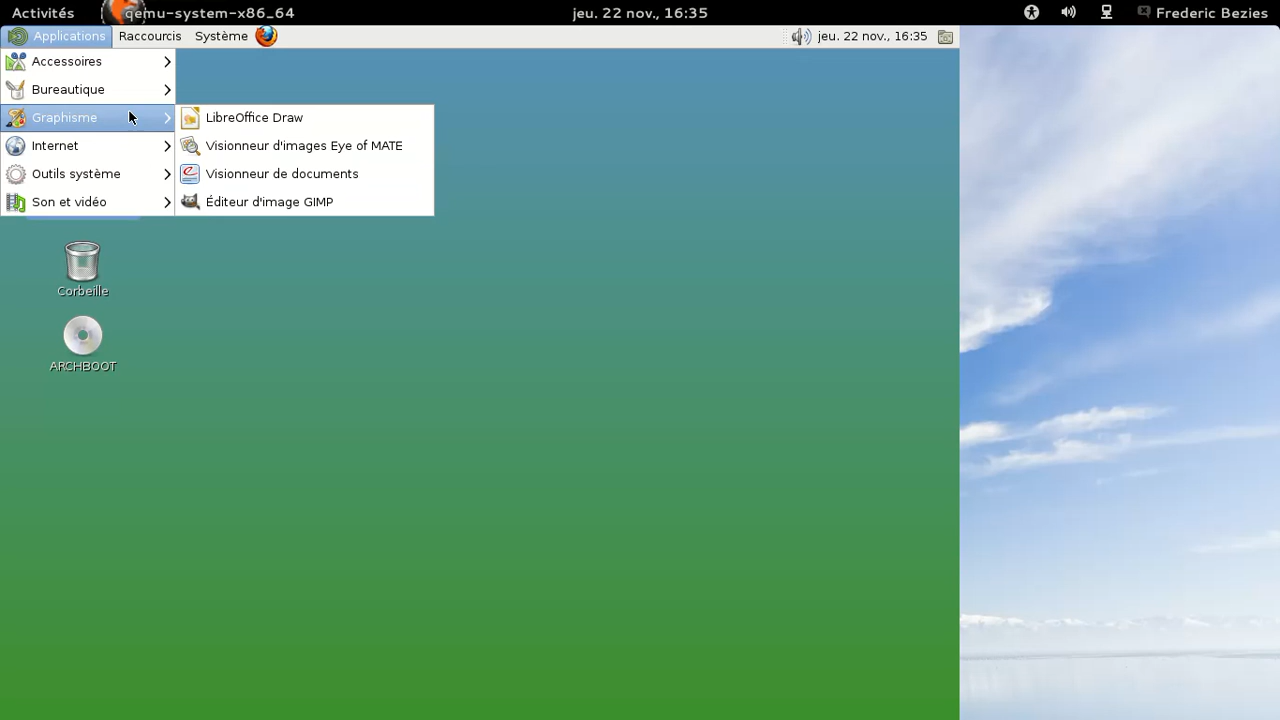 Activités qemu-system-x86_64 jeu. 22 nov., 16:35 Frederic Bezies
Applications Raccourcis Système jeu. 22 nov., 16:35
Accessoires
Bureautique
Graphisme
Internet
Outils système
Son et vidéo
LibreOffice Draw
Visionneur d'images Eye of MATE
Visionneur de documents
Éditeur d'image GIMP
Corbeille
ARCHBOOT